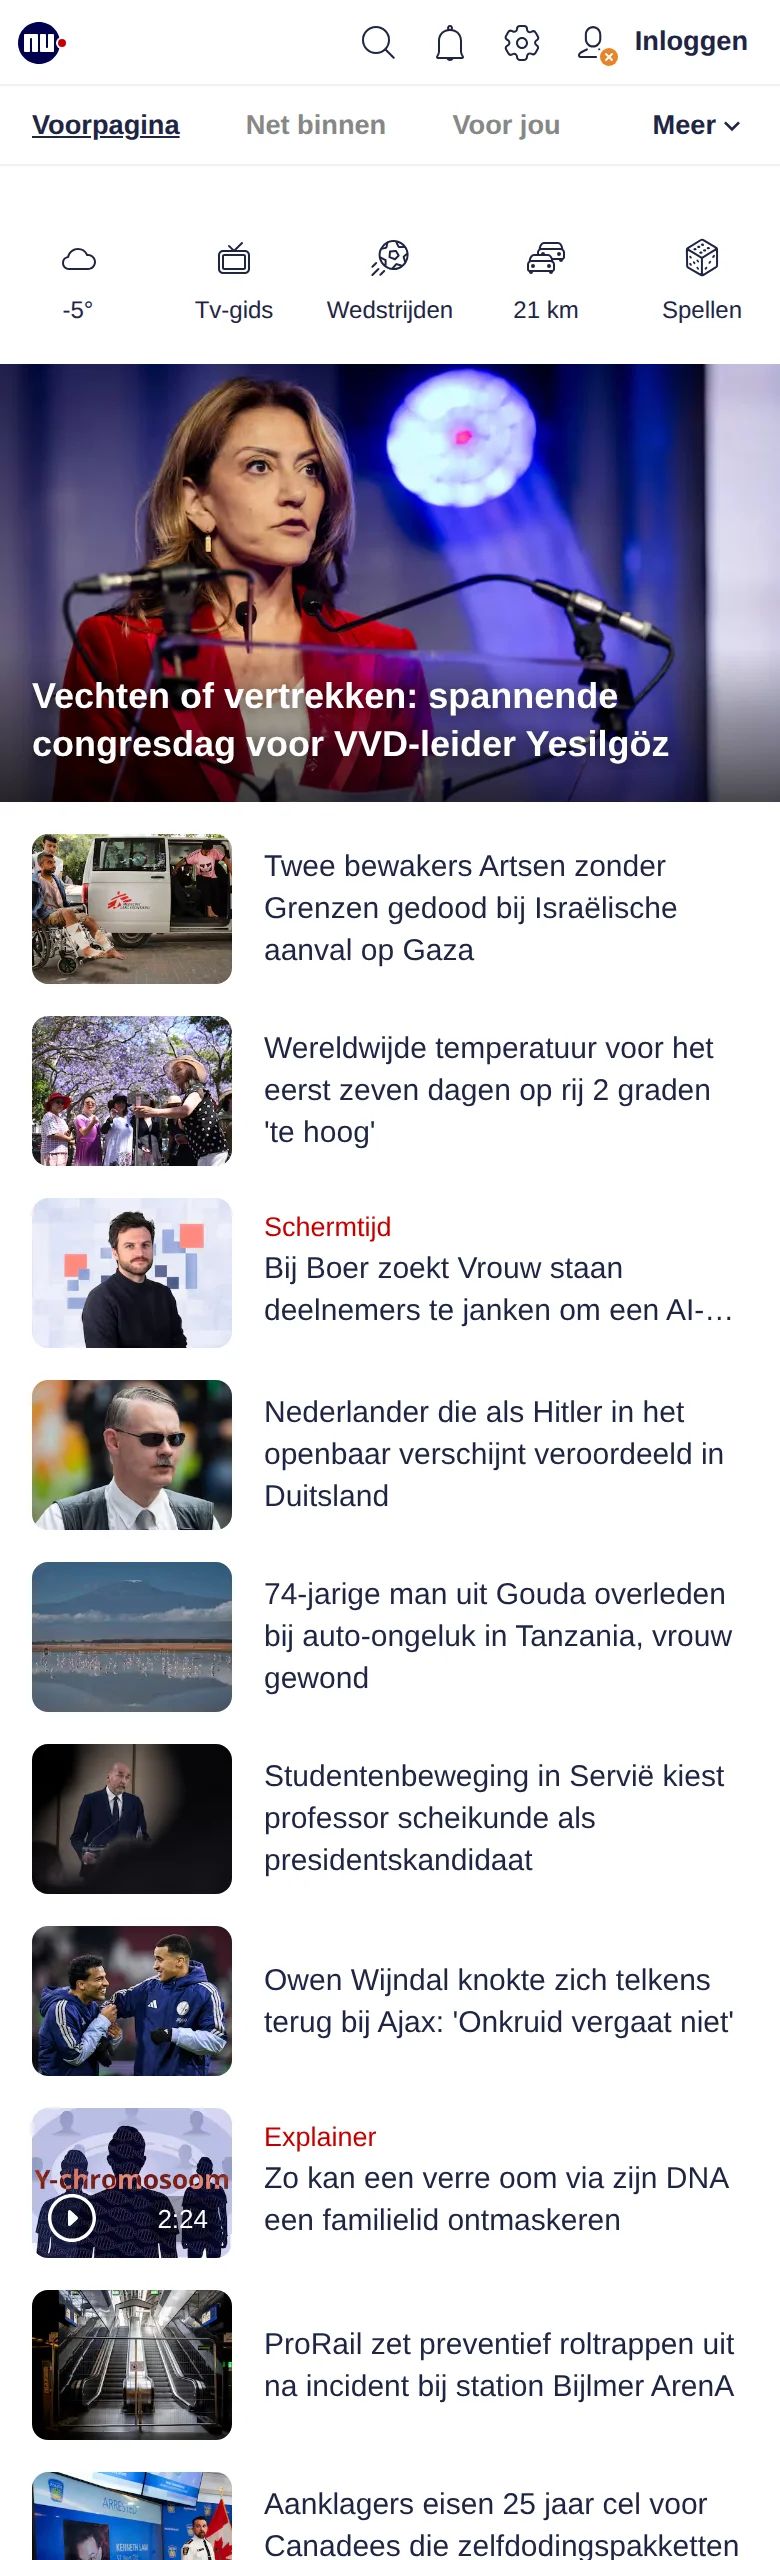 nu
Inloggen
Voorpagina
Net binnen
Voor jou
Meer
-5°
Tv-gids
Wedstrijden
21 km
Spellen
Vechten of vertrekken: spannende
congresdag voor VVD-leider Yesilgöz
Twee bewakers Artsen zonder
Grenzen gedood bij Israëlische
aanval op Gaza
Wereldwijde temperatuur voor het
eerst zeven dagen op rij 2 graden
'te hoog'
Schermtijd
Bij Boer zoekt Vrouw staan
deelnemers te janken om een AI-…
Nederlander die als Hitler in het
openbaar verschijnt veroordeeld in
Duitsland
74-jarige man uit Gouda overleden
bij auto-ongeluk in Tanzania, vrouw
gewond
Studentenbeweging in Servië kiest
professor scheikunde als
presidentskandidaat
Owen Wijndal knokte zich telkens
terug bij Ajax: 'Onkruid vergaat niet'
Y-chromosoom
2:24
Explainer
Zo kan een verre oom via zijn DNA
een familielid ontmaskeren
ProRail zet preventief roltrappen uit
na incident bij station Bijlmer ArenA
ARRESTED
KENNETH LAW
Aanklagers eisen 25 jaar cel voor
Canadees die zelfdodingspakketten